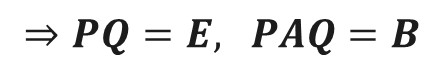 ⇒ PQ = E, PAQ = B